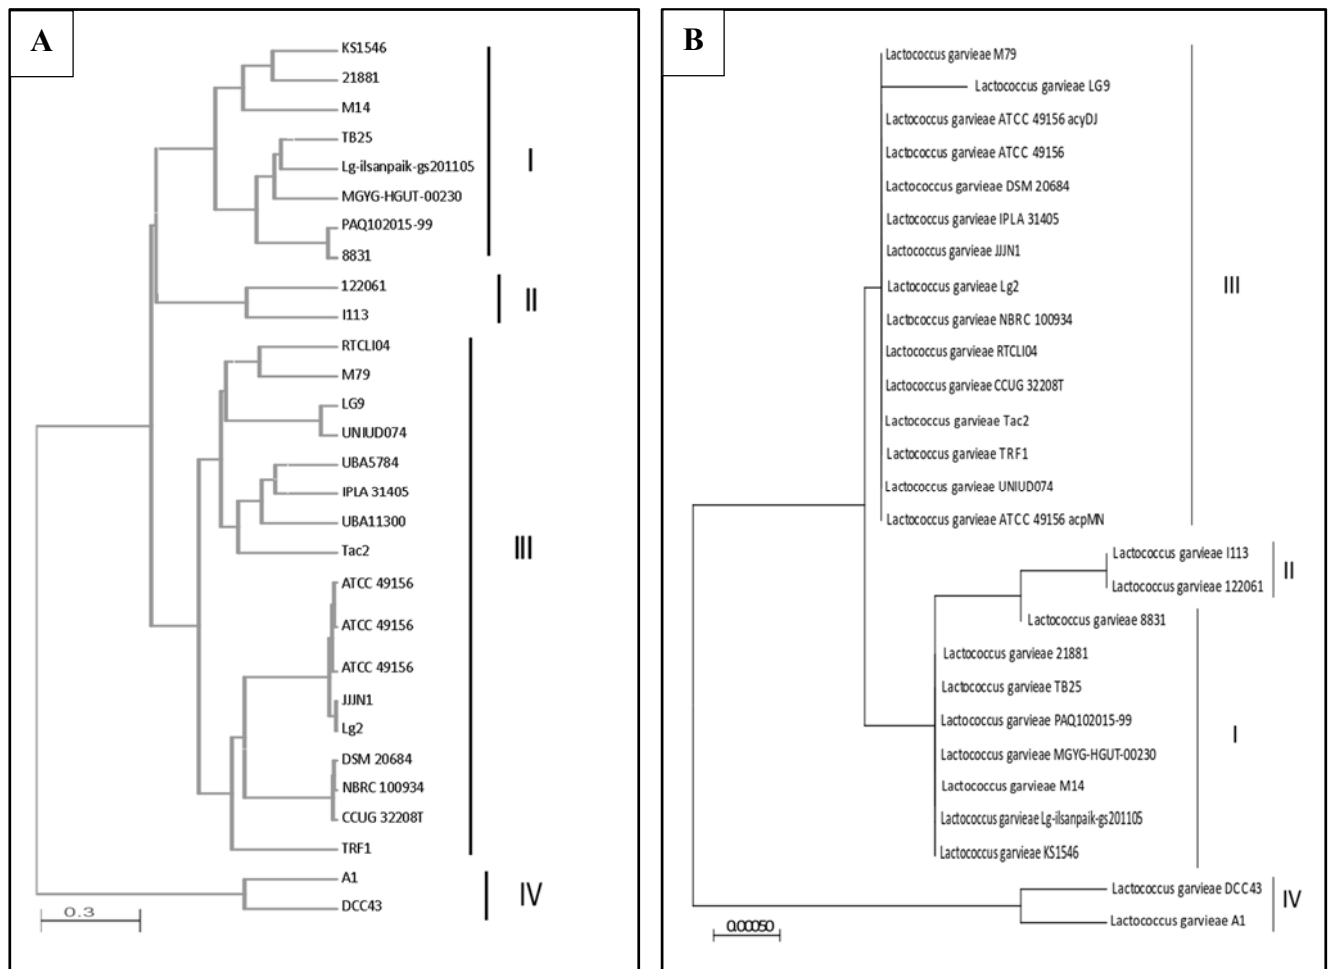 A
KS1546
21881
M14
TB25
Lg-ilsanpaik-gs201105
MGYG-HGUT-00230
PAQ102015-99
8831
I
122061
I113
II
RTCLI04
M79
LG9
UNIUD074
UBA5784
IPLA 31405
UBA11300
Tac2
ATCC 49156
ATCC 49156
ATCC 49156
JJJN1
Lg2
DSM 20684
NBRC 100934
CCUG 32208T
TRF1
III
A1
DCC43
IV
0.3
B
Lactococcus garvieae M79
Lactococcus garvieae LG9
Lactococcus garvieae ATCC 49156 acyDJ
Lactococcus garvieae ATCC 49156
Lactococcus garvieae DSM 20684
Lactococcus garvieae IPLA 31405
Lactococcus garvieae JJJN1
Lactococcus garvieae Lg2
Lactococcus garvieae NBRC 100934
Lactococcus garvieae RTCLI04
Lactococcus garvieae CCUG 32208T
Lactococcus garvieae Tac2
Lactococcus garvieae TRF1
Lactococcus garvieae UNIUD074
Lactococcus garvieae ATCC 49156 acpMN
III
Lactococcus garvieae I113
Lactococcus garvieae 122061
II
Lactococcus garvieae 8831
Lactococcus garvieae 21881
Lactococcus garvieae TB25
Lactococcus garvieae PAQ102015-99
Lactococcus garvieae MGYG-HGUT-00230
Lactococcus garvieae M14
Lactococcus garvieae Lg-ilsanpaik-gs201105
Lactococcus garvieae KS1546
I
Lactococcus garvieae DCC43
Lactococcus garvieae A1
IV
0.00050